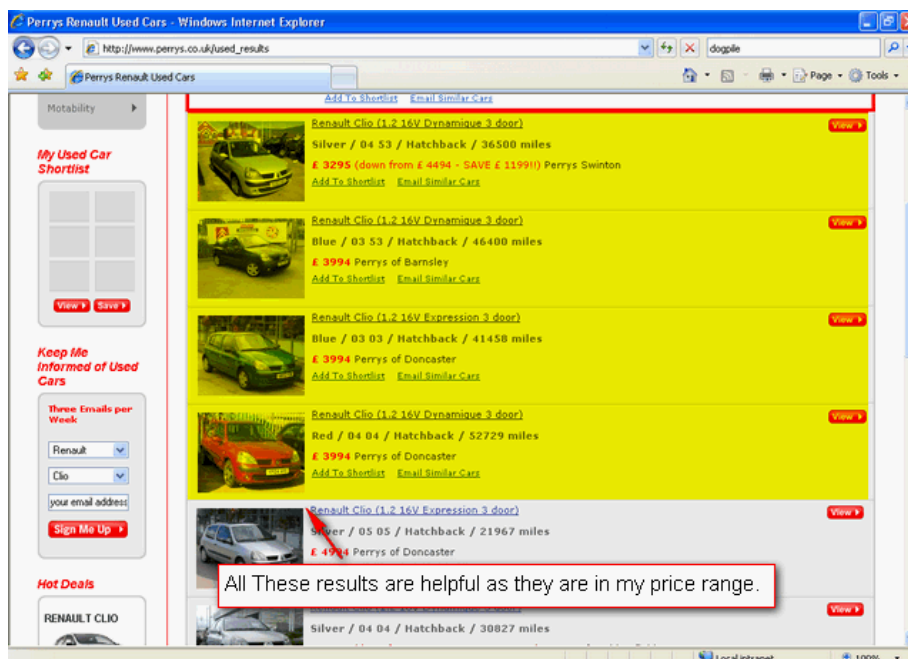 Perrys Renault Used Cars - Windows Internet Explorer
http://www.perrys.co.uk/used_results
dogpile
Perrys Renault Used Cars
Page
Tools
Motability
My Used Car
Shortlist
View
Save
Keep Me
Informed of Used
Cars
Three Emails per
Week
Renault
Clio
your email address
Sign Me Up
Hot Deals
RENAULT CLIO
Add To Shortlist Email Similar Cars
Renault Clio (1.2 16V Dynamique 3 door)
View
Silver / 04 53 / Hatchback / 36500 miles
£ 3295 (down from £ 4494 - SAVE £ 1199!!) Perrys Swinton
Add To Shortlist Email Similar Cars
Renault Clio (1.2 16V Dynamique 3 door)
View
Blue / 03 53 / Hatchback / 46400 miles
£ 3994 Perrys of Barnsley
Add To Shortlist Email Similar Cars
Renault Clio (1.2 16V Expression 3 door)
View
Blue / 03 03 / Hatchback / 41458 miles
£ 3994 Perrys of Doncaster
Add To Shortlist Email Similar Cars
Renault Clio (1.2 16V Dynamique 3 door)
View
Red / 04 04 / Hatchback / 52729 miles
£ 3994 Perrys of Doncaster
Add To Shortlist Email Similar Cars
Renault Clio (1.2 16V Expression 3 door)
View
Silver / 05 05 / Hatchback / 21967 miles
£ 4994 Perrys of Doncaster
All These results are helpful as they are in my price range.
View
Silver / 04 04 / Hatchback / 30827 miles
Local intranet
100%